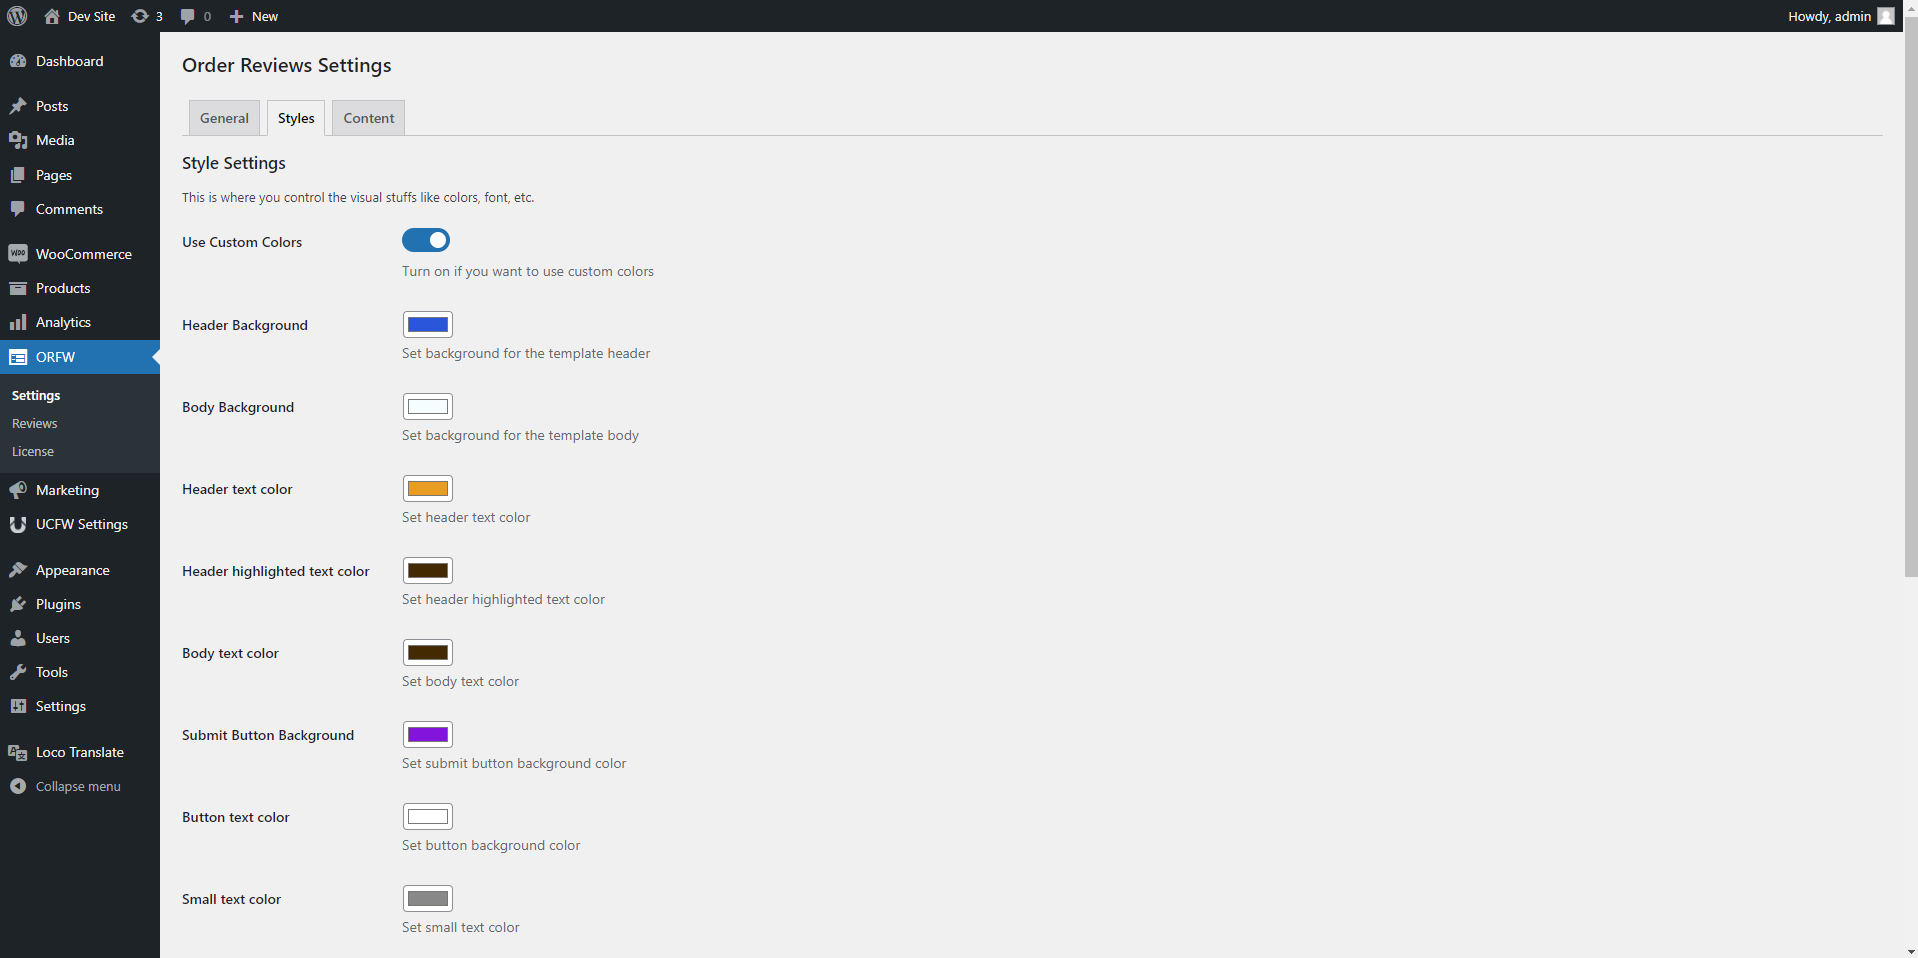 Dev Site 3 0 New Howdy, admin
Dashboard
Posts
Media
Pages
Comments
WooCommerce
Products
Analytics
ORFW
Settings
Reviews
License
Marketing
UCFW Settings
Appearance
Plugins
Users
Tools
Settings
Loco Translate
Collapse menu
Order Reviews Settings
General Styles Content
Style Settings
This is where you control the visual stuffs like colors, font, etc.
Use Custom Colors
Turn on if you want to use custom colors
Header Background
Set background for the template header
Body Background
Set background for the template body
Header text color
Set header text color
Header highlighted text color
Set header highlighted text color
Body text color
Set body text color
Submit Button Background
Set submit button background color
Button text color
Set button background color
Small text color
Set small text color